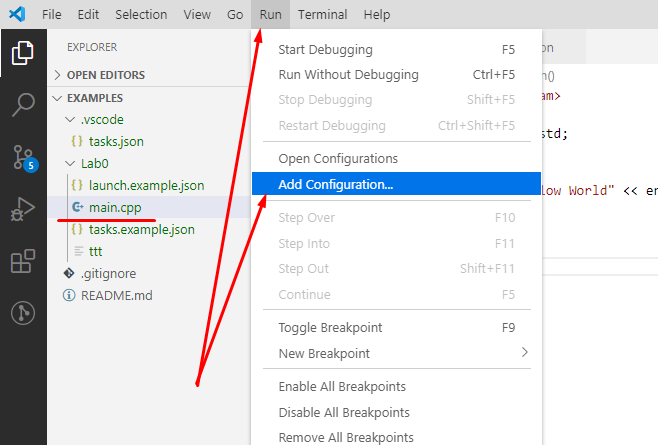 File Edit Selection View Go Run Terminal Help
EXPLORER
OPEN EDITORS
EXAMPLES
.vscode
{} tasks.json
Lab0
{} launch.example.json
main.cpp
{} tasks.example.json
ttt
.gitignore
README.md
5
Start Debugging F5
Run Without Debugging Ctrl+F5
Stop Debugging Shift+F5
Restart Debugging Ctrl+Shift+F5
Open Configurations
Add Configuration...
Step Over F10
Step Into F11
Step Out Shift+F11
Continue F5
Toggle Breakpoint F9
New Breakpoint
Enable All Breakpoints
Disable All Breakpoints
Remove All Breakpoints
on
()
am>
std;
low World" << en